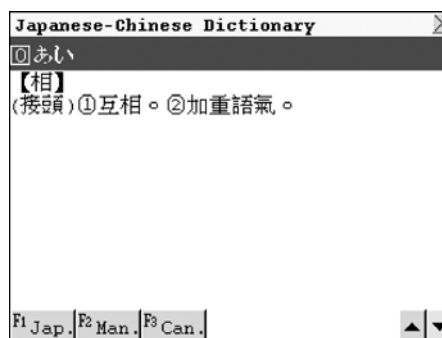 Japanese-Chinese Dictionary
0 あい
【相】
(接頭)①互相。②加重語氣。
F1 Jap. F2 Man. F3 Can.